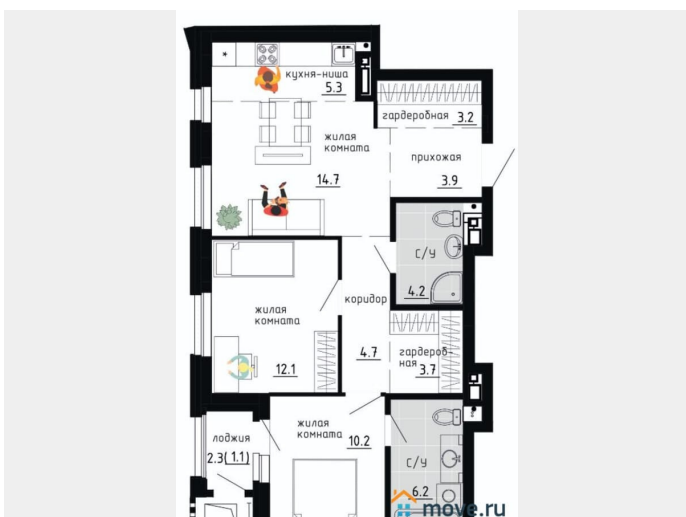 кухня-ниша
5.3
гардеробная 3.2
жилая
комната
14.7
прихожая
3.9
С/У
4.2
жилая
комната
12.1
коридор
4.7
гардероб-
ная 3.7
жилая
комната
10.2
лоджия
2.3(1.1)
С/У
6.2
move.ru